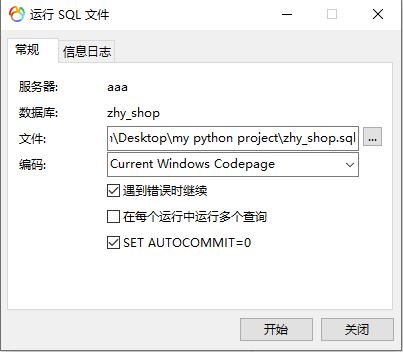 运行 SQL 文件
常规 信息日志
服务器: aaa
数据库: zhy_shop
文件: \Desktop\my python project\zhy_shop.sql ...
编码: Current Windows Codepage
遇到错误时继续
在每个运行中运行多个查询
SET AUTOCOMMIT=0
开始 关闭